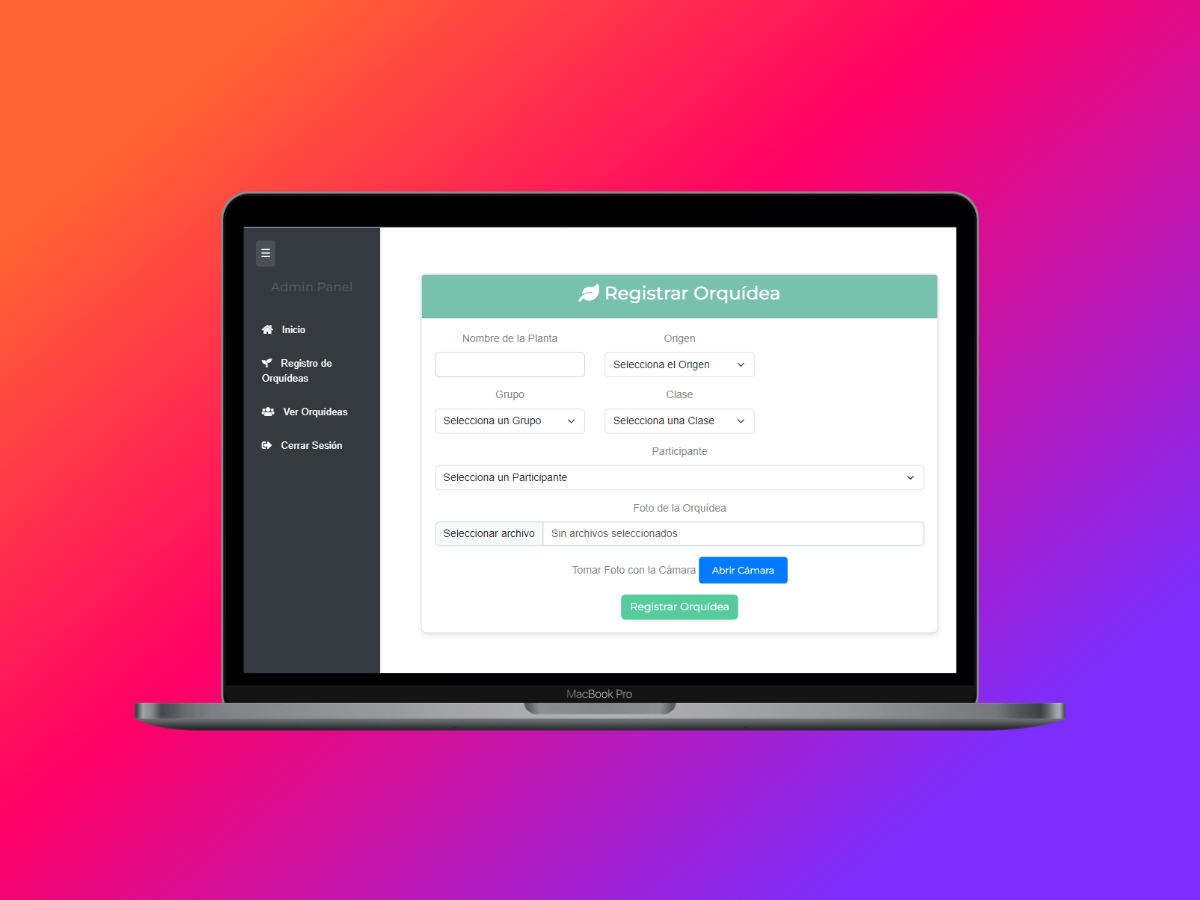 Admin Panel
Inicio
Registro de
Orquídeas
Ver Orquídeas
Cerrar Sesión
Registrar Orquídea
Nombre de la Planta
Origen
Selecciona el Origen
Grupo
Clase
Selecciona un Grupo
Selecciona una Clase
Participante
Selecciona un Participante
Foto de la Orquídea
Seleccionar archivo
Sin archivos seleccionados
Tomar Foto con la Cámara
Abrir Cámara
Registrar Orquídea
MacBook Pro